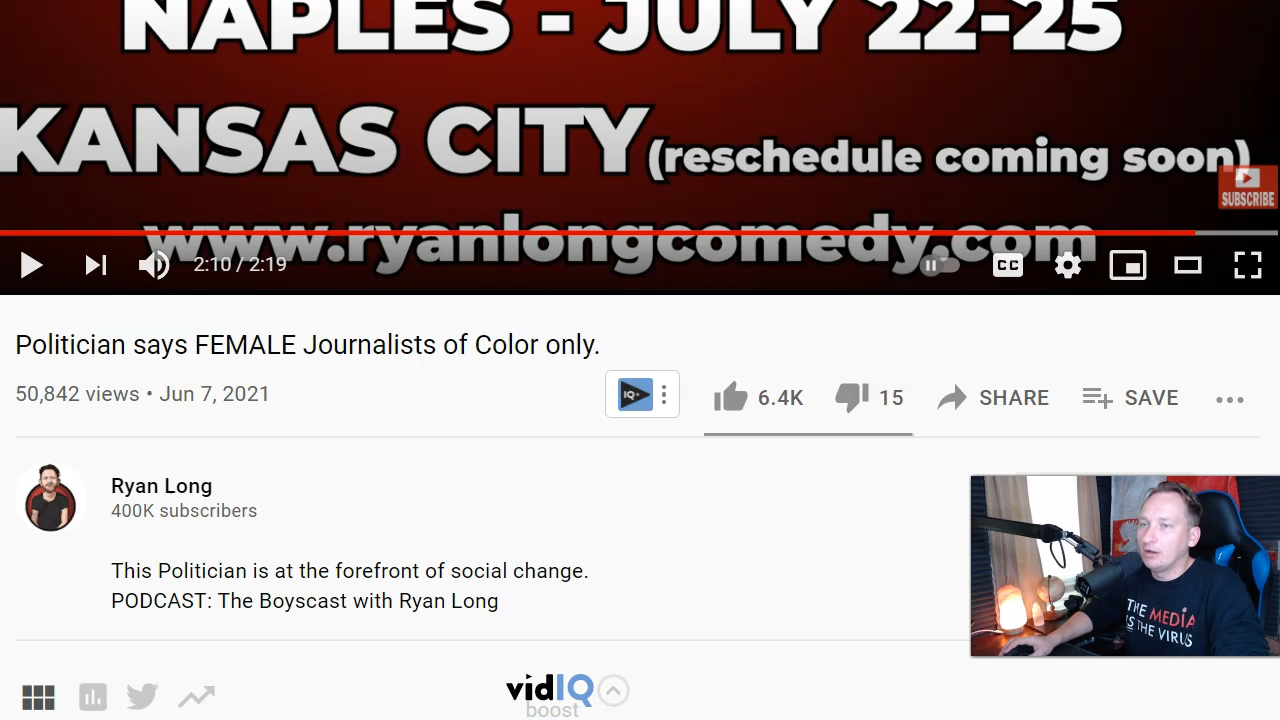 NAPLES - JULY 22-25
KANSAS CITY (reschedule coming soon)
SUBSCRIBE
www.ryanlongcomedy.com
2:10 / 2:19
CC
Politician says FEMALE Journalists of Color only.
50,842 views • Jun 7, 2021
IQ
6.4K
15
SHARE
SAVE
Ryan Long
400K subscribers
This Politician is at the forefront of social change.
PODCAST: The Boyscast with Ryan Long
THE MEDIA
IS THE VIRUS
vidIQ
boost